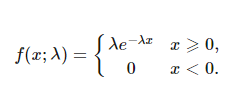 f(x; λ) = { λe^{−λx} x ⩾ 0,
0 x < 0.